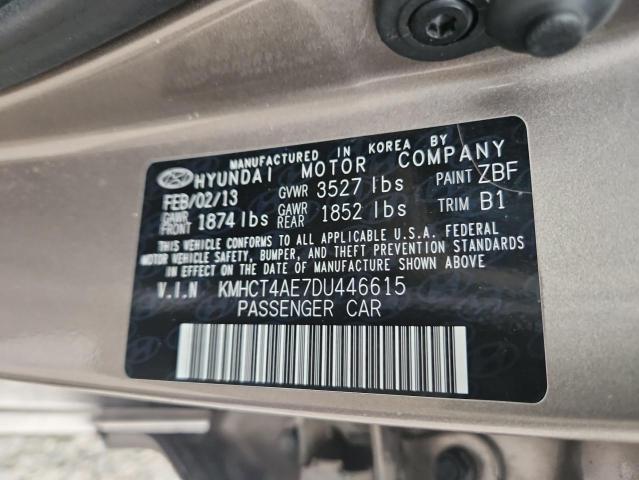 MANUFACTURED IN KOREA BY
HYUNDAI MOTOR COMPANY
FEB/02/13 GVWR 3527 lbs PAINT ZBF
GAWR FRONT 1874 lbs GAWR REAR 1852 lbs TRIM B1
THIS VEHICLE CONFORMS TO ALL APPLICABLE U.S.A. FEDERAL
MOTOR VEHICLE SAFETY, BUMPER, AND THEFT PREVENTION STANDARDS
IN EFFECT ON THE DATE OF MANUFACTURE SHOWN ABOVE.
V.I.N KMHCT4AE7DU446615
PASSENGER CAR